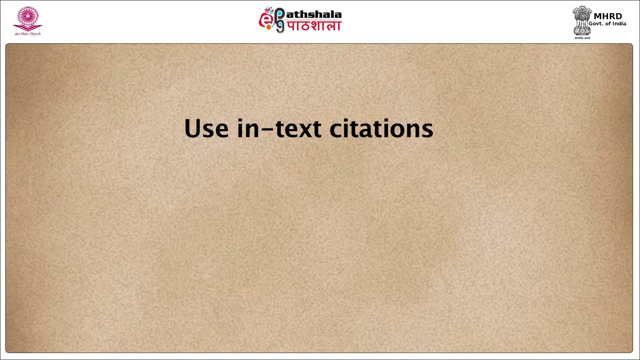 ePathshala
पाठशाला
MHRD
Govt. of India
Use in-text citations